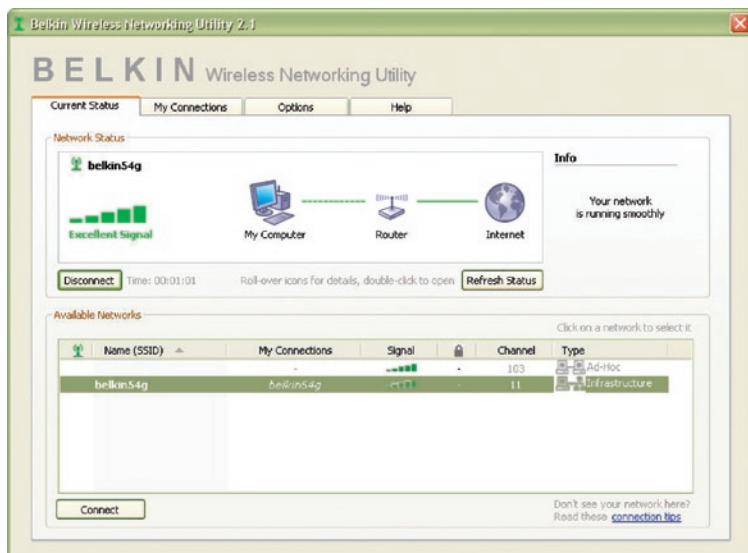 Belkin Wireless Networking Utility 2.1
BELKIN Wireless Networking Utility
Current Status My Connections Options Help
Network Status
belkin54g
Info
Your network
is running smoothly
Excellent Signal My Computer Router Internet
Disconnect Time: 00:01:01 Roll-over icons for details, double-click to open Refresh Status
Available Networks
Click on a network to select it
Name (SSID) My Connections Signal Channel Type
- - 103 Ad-Hoc
belkin54g belkin54g - 11 Infrastructure
Connect
Don't see your network here?
Read these connection tips